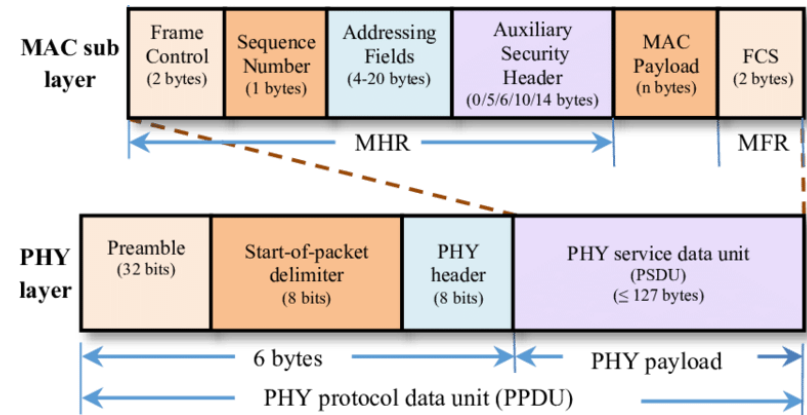 MAC sub
layer
Frame
Control
(2 bytes)
Sequence
Number
(1 bytes)
Addressing
Fields
(4-20 bytes)
Auxiliary
Security
Header
(0/5/6/10/14 bytes)
MAC
Payload
(n bytes)
FCS
(2 bytes)
MHR
MFR
PHY
layer
Preamble
(32 bits)
Start-of-packet
delimiter
(8 bits)
PHY
header
(8 bits)
PHY service data unit
(PSDU)
(≤ 127 bytes)
6 bytes
PHY payload
PHY protocol data unit (PPDU)